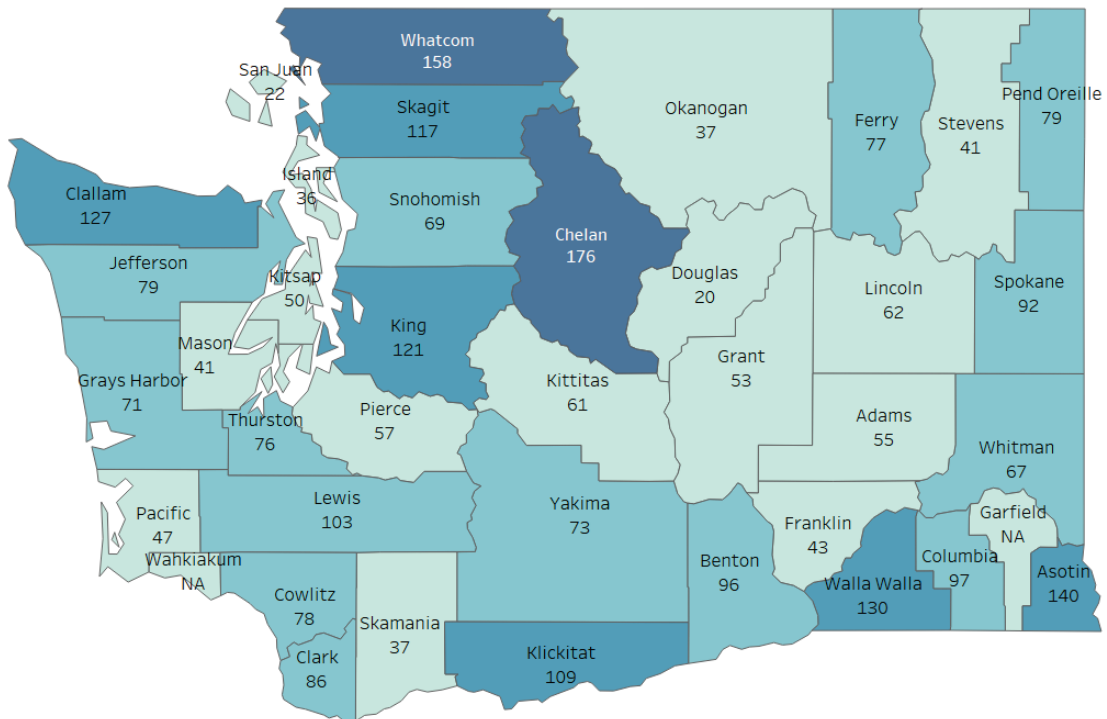 Whatcom
158
San Juan
22
Skagit
117
Okanogan
37
Ferry
77
Stevens
41
Pend Oreille
79
Island
36
Clallam
127
Snohomish
69
Chelan
176
Jefferson
79
Kitsap
50
Douglas
20
Lincoln
62
Spokane
92
King
121
Mason
41
Grant
53
Kittitas
61
Grays Harbor
71
Pierce
57
Adams
55
Thurston
76
Whitman
67
Lewis
103
Yakima
73
Pacific
47
Franklin
43
Garfield
NA
Wahkiakum
NA
Benton
96
Columbia
97
Asotin
140
Walla Walla
130
Cowlitz
78
Skamania
37
Clark
86
Klickitat
109